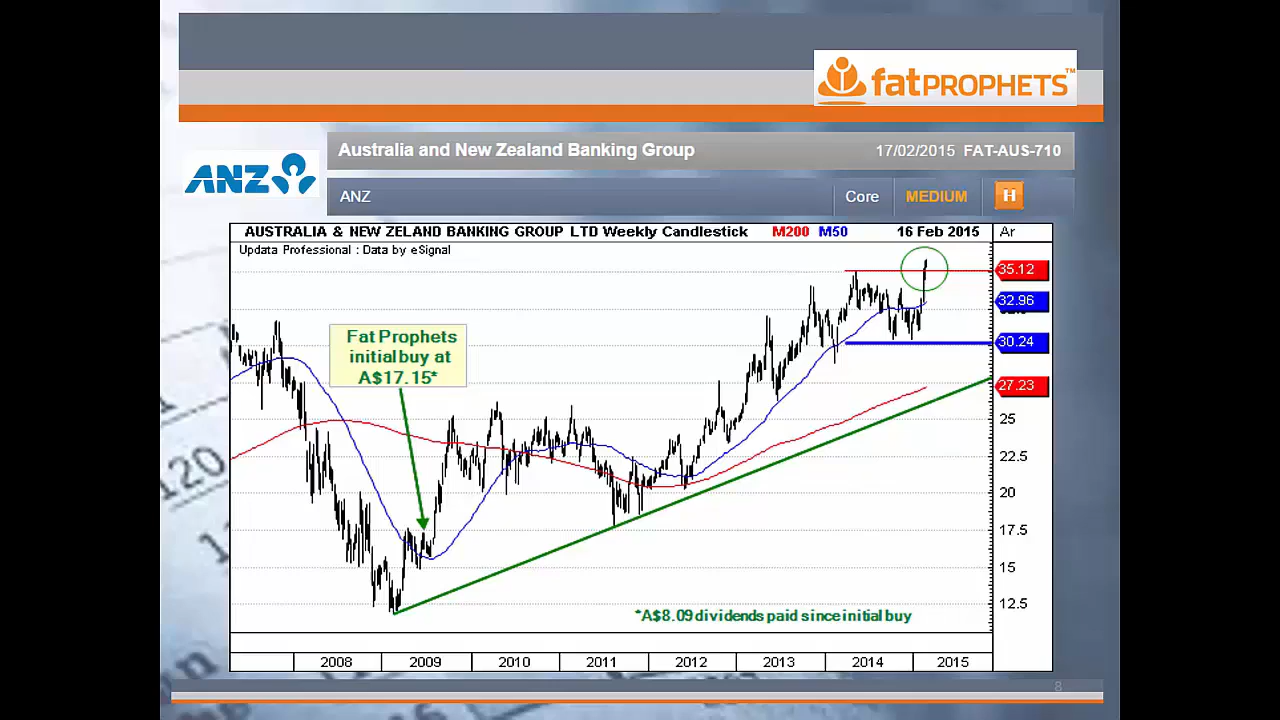 fatPROPHETS™
ANZ
Australia and New Zealand Banking Group
17/02/2015 FAT-AUS-710
ANZ
Core
MEDIUM
H
AUSTRALIA & NEW ZELAND BANKING GROUP LTD Weekly Candlestick M200 M50 16 Feb 2015 Ar
Updata Professional : Data by eSignal
35.12
32.96
30.24
27.23
25
22.5
20
17.5
15
12.5
Fat Prophets
initial buy at
A$17.15*
*A$8.09 dividends paid since initial buy
2008 2009 2010 2011 2012 2013 2014 2015
8
120